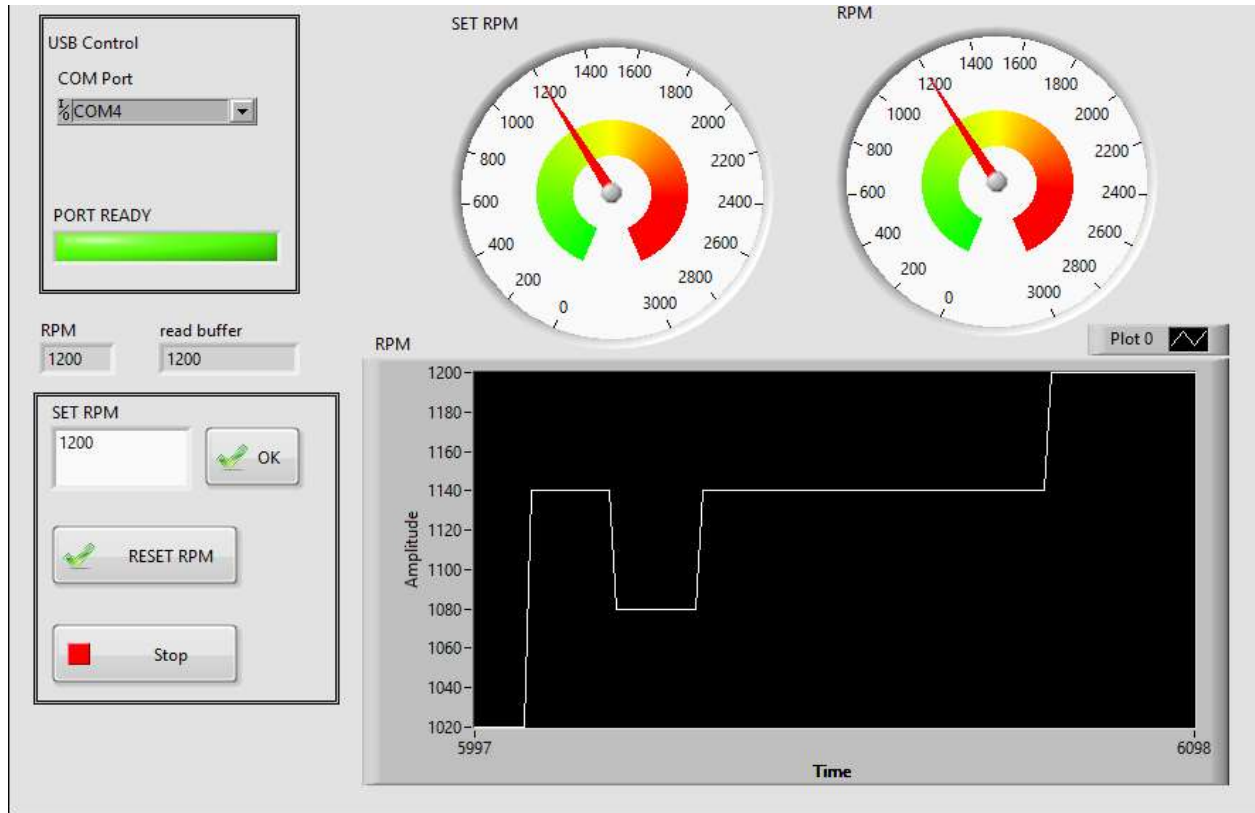 USB Control
COM Port
I/O COM4
PORT READY
RPM
1200
read buffer
1200
SET RPM
1200
OK
RESET RPM
Stop
SET RPM
0
200
400
600
800
1000
1200
1400
1600
1800
2000
2200
2400
2600
2800
3000
RPM
0
200
400
600
800
1000
1200
1400
1600
1800
2000
2200
2400
2600
2800
3000
RPM
Plot 0
Amplitude
1200
1180
1160
1140
1120
1100
1080
1060
1040
1020
5997
6098
Time